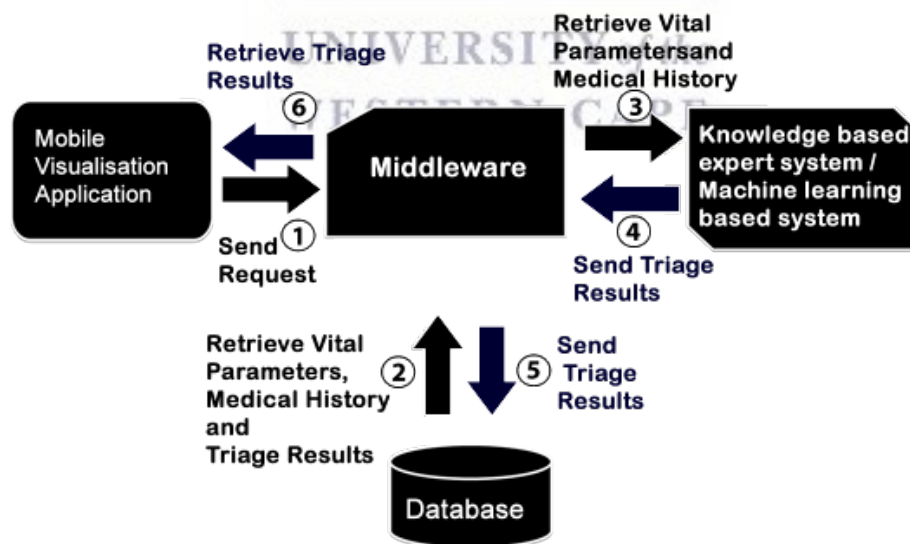 UNIVERSITY of the
WESTERN CAPE
Retrieve Triage
Results
6
Retrieve Vital
Parametersand
Medical History
3
Mobile
Visualisation
Application
Middleware
Knowledge based
expert system /
Machine learning
based system
1
Send
Request
4
Send Triage
Results
Retrieve Vital
Parameters,
Medical History
and
Triage Results
2
5
Send
Triage
Results
Database